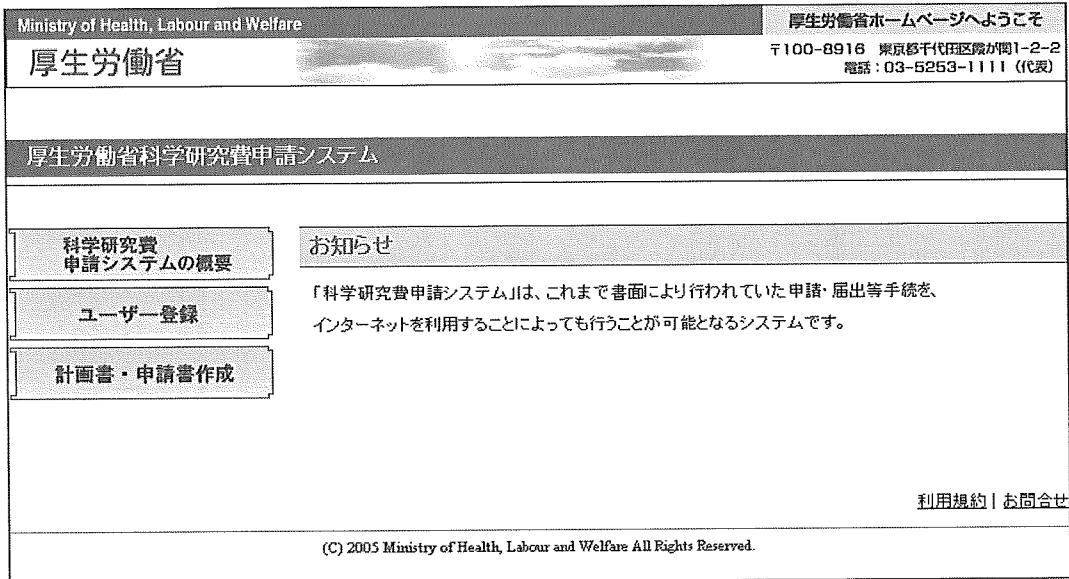 Ministry of Health, Labour and Welfare
厚生労働省ホームページへようこそ
厚生労働省
〒100-8916 東京都千代田区霞が関1-2-2
電話：03-5253-1111（代表）
厚生労働省科学研究費申請システム
科学研究費
申請システムの概要
ユーザー登録
計画書・申請書作成
お知らせ
「科学研究費申請システム」は、これまで書面により行われていた申請・届出等手続を、
インターネットを利用することによっても行うことが可能となるシステムです。
利用規約 | お問合せ
(C) 2005 Ministry of Health, Labour and Welfare All Rights Reserved.